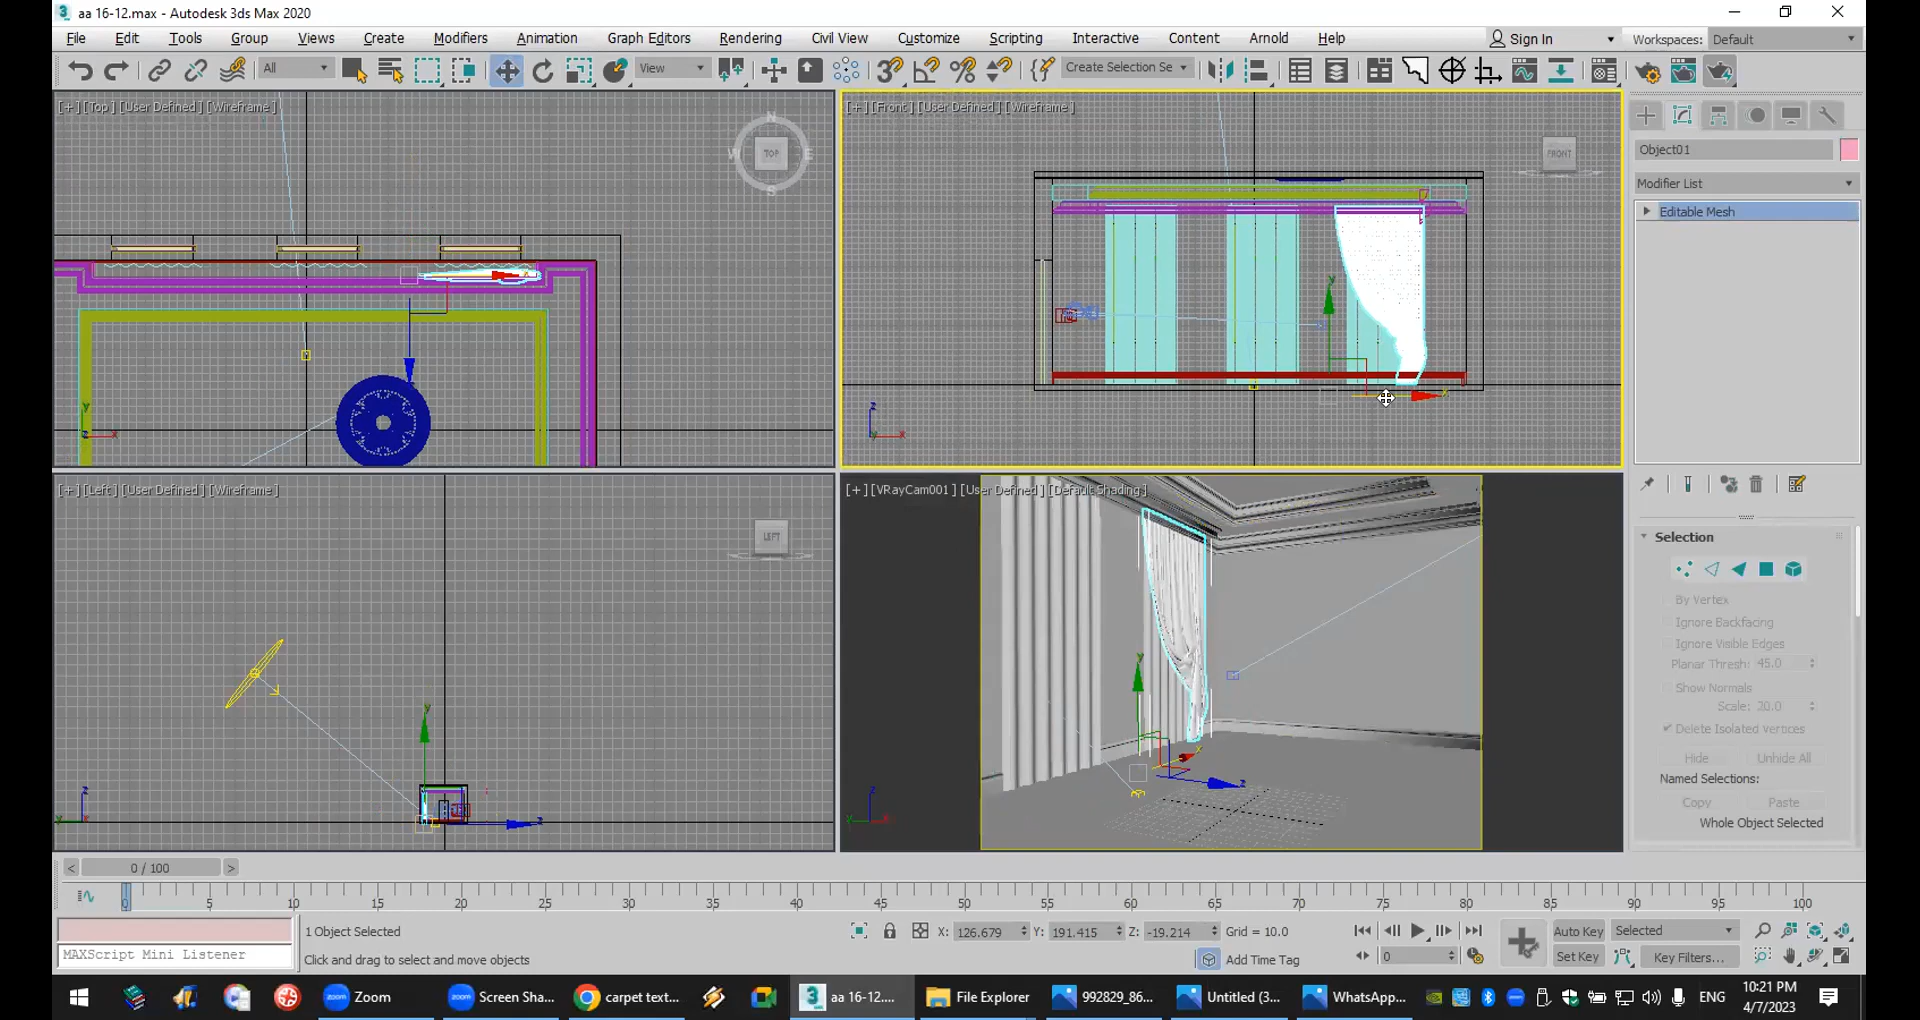 3 aa 16-12.max - Autodesk 3ds Max 2020
File Edit Tools Group Views Create Modifiers Animation Graph Editors Rendering Civil View Customize Scripting Interactive Content Arnold Help Sign In Workspaces: Default
All View Create Selection Se
[+] [Top] [User Defined] [Wireframe]
[+] [Front] [User Defined] [Wireframe]
N
W TOP E
S
FRONT
Object01
Modifier List
Editable Mesh
[+] [Left] [User Defined] [Wireframe]
[+] [VRayCam001] [User Defined] [Default Shading]
LEFT
Selection
By Vertex
Ignore Backfacing
Ignore Visible Edges
Planar Thresh: 45.0
Show Normals
Scale: 20.0
Delete Isolated Vertices
Hide Unhide All
Named Selections:
Copy Paste
Whole Object Selected
< 0 / 100 >
0 5 10 15 20 25 30 35 40 45 50 55 60 65 70 75 80 85 90 95 100
1 Object Selected X: 126.679 Y: 191.415 Z: -19.214 Grid = 10.0 Auto Key Selected
MAXScript Mini Listener Click and drag to select and move objects Add Time Tag 0 Set Key Key Filters...
Zoom Screen Sha... carpet text... aa 16-12.... File Explorer 992829_86... Untitled (3... WhatsApp... ENG 10:21 PM
4/7/2023